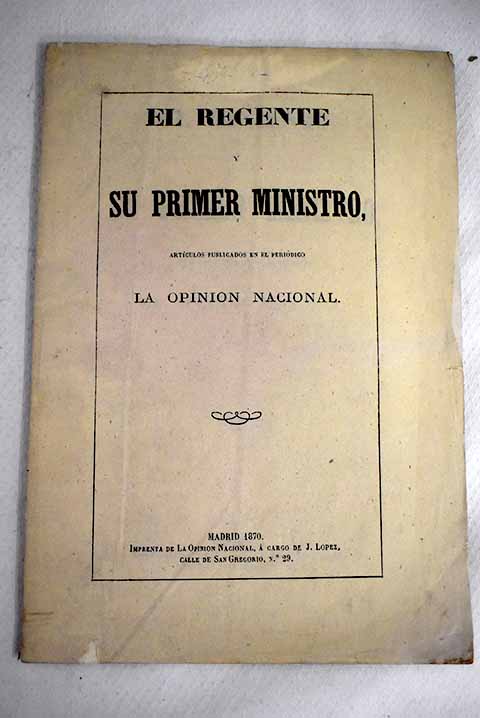 EL REGENTE
Y
SU PRIMER MINISTRO,
ARTÍCULOS PUBLICADOS EN EL PERIÓDICO
LA OPINION NACIONAL.
MADRID 1870.
IMPRENTA DE LA OPINION NACIONAL, Á CARGO DE J. LOPEZ,
CALLE DE SAN GREGORIO, N.º 29.